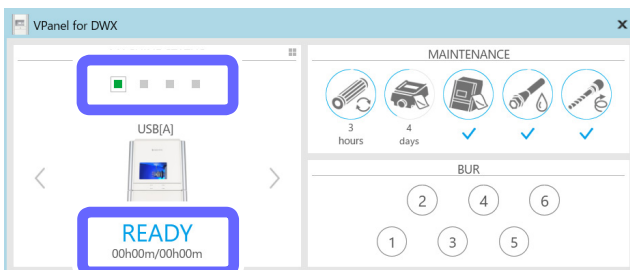 VPanel for DWX
USB[A]
READY
00h00m/00h00m
MAINTENANCE
3
hours
4
days
BUR
2 4 6
1 3 5